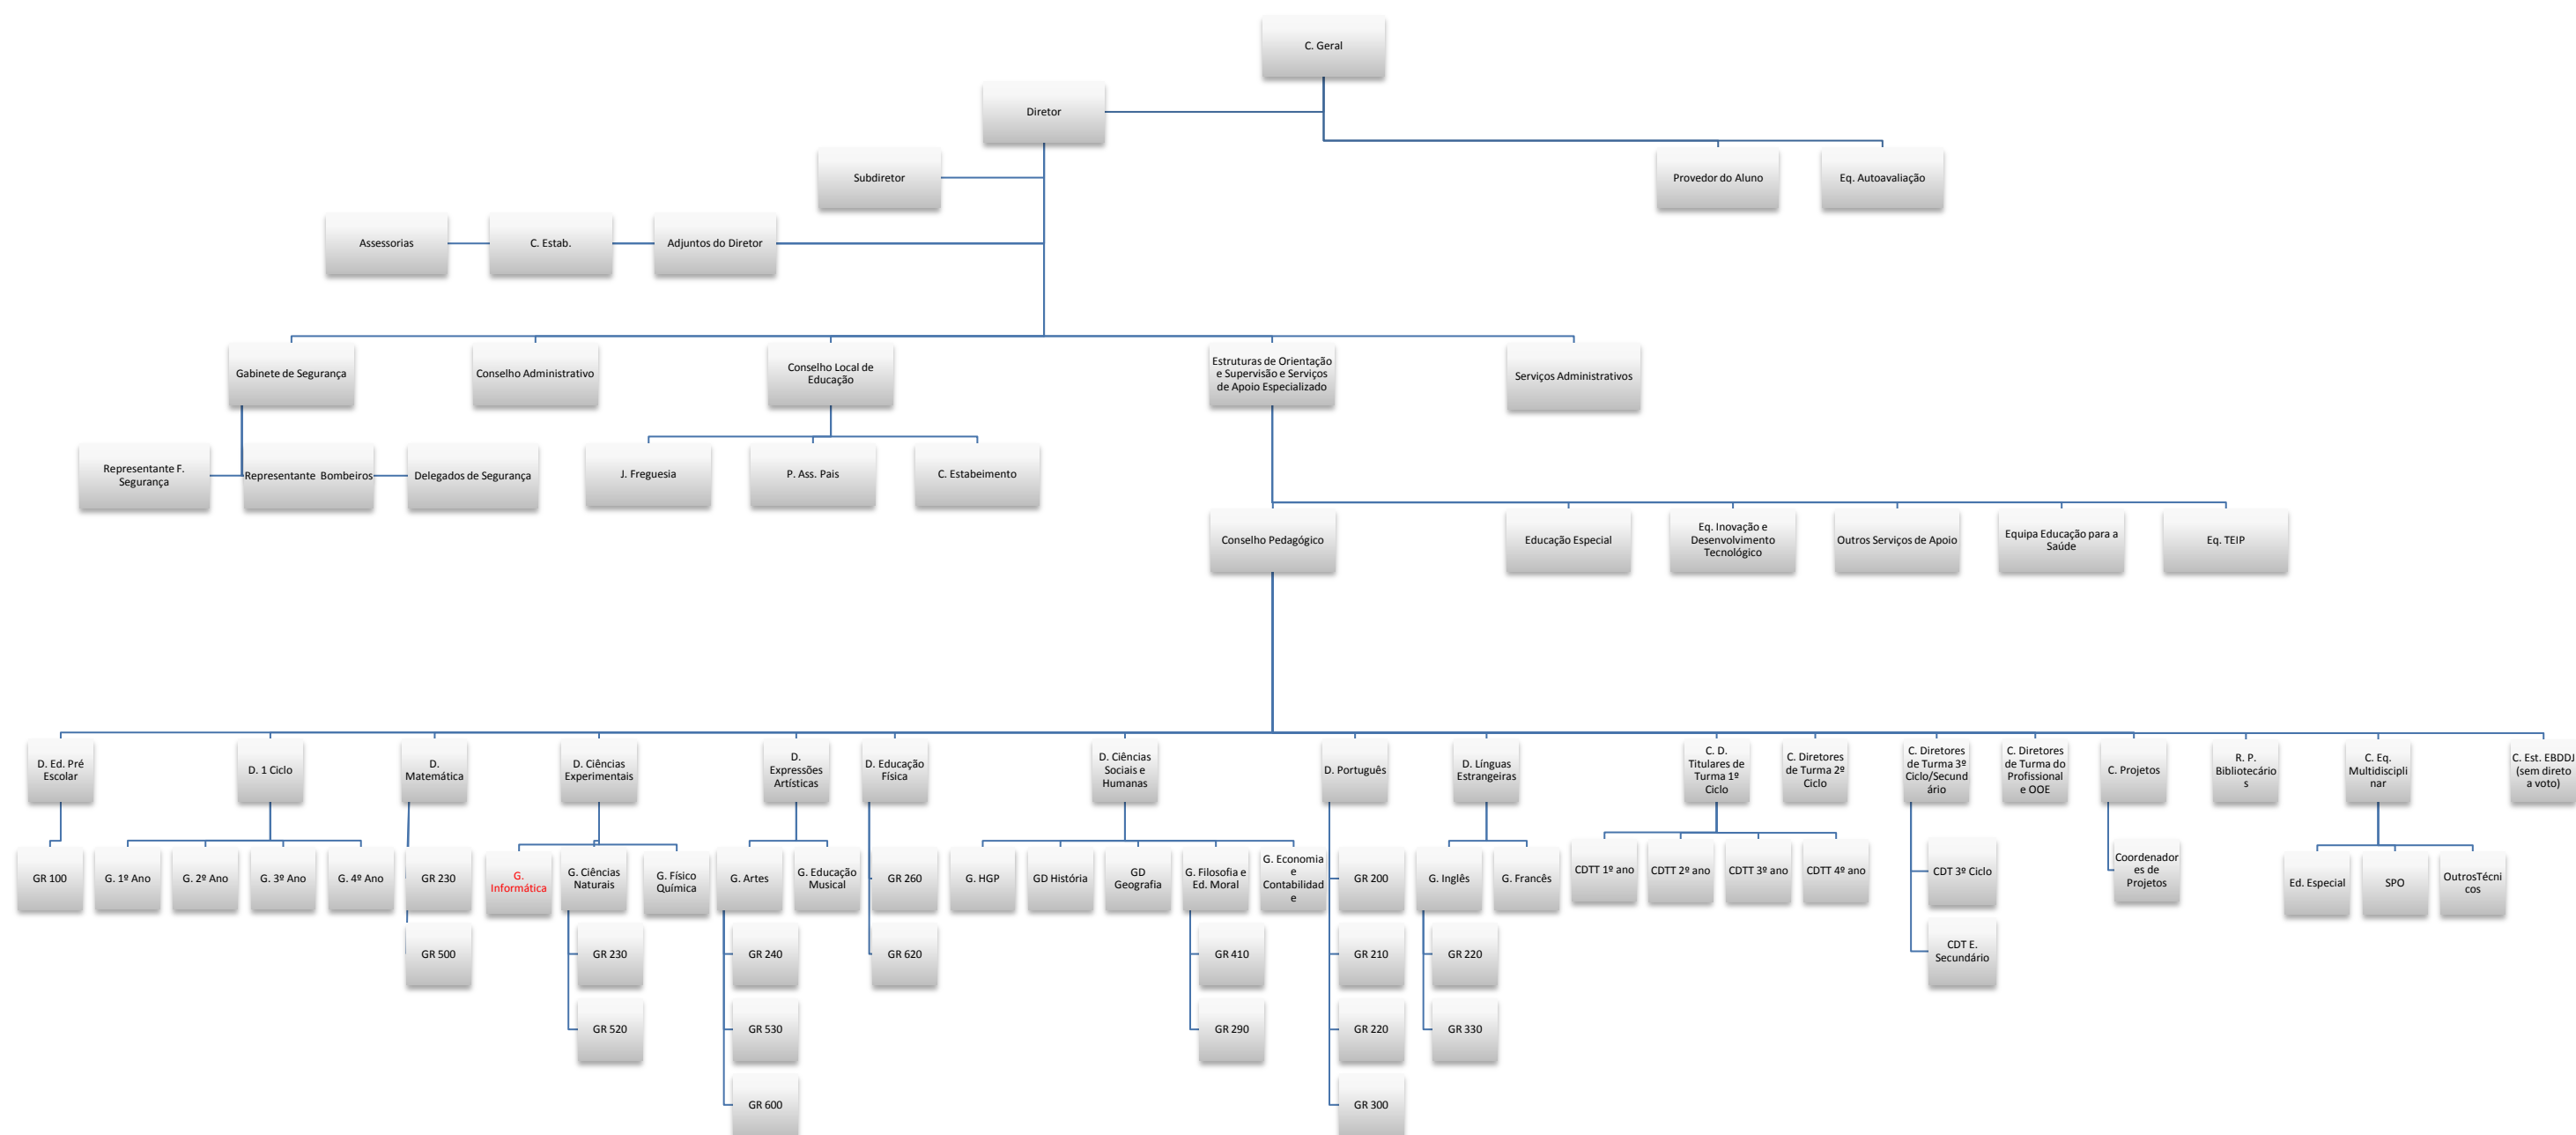 C. Geral
Diretor
Subdiretor
Provedor do Aluno
Eq. Autoavaliação
Assessorias
C. Estab.
Adjuntos do Diretor
Gabinete de Segurança
Conselho Administrativo
Conselho Local de
Educação
Estruturas de Orientação
e Supervisão e Serviços
de Apoio Especializado
Serviços Administrativos
Representante F.
Segurança
Representante Bombeiros
Delegados de Segurança
J. Freguesia
P. Ass. Pais
C. Estabeimento
Conselho Pedagógico
Educação Especial
Eq. Inovação e
Desenvolvimento
Tecnológico
Outros Serviços de Apoio
Equipa Educação para a
Saúde
Eq. TEIP
D. Ed. Pré
Escolar
D. 1 Ciclo
D.
Matemática
D. Ciências
Experimentais
D.
Expressões
Artísticas
D. Educação
Física
D. Ciências
Sociais e
Humanas
D. Português
D. Línguas
Estrangeiras
C. D.
Titulares de
Turma 1º
Ciclo
C. Diretores
de Turma 2º
Ciclo
C. Diretores
de Turma 3º
Ciclo/Secund
ário
C. Diretores
de Turma do
Profissional
e OOE
C. Projetos
R. P.
Bibliotecário
s
C. Eq.
Multidiscipli
nar
C. Est. EBDDJ
(sem direto
a voto)
GR 100
G. 1º Ano
G. 2º Ano
G. 3º Ano
G. 4º Ano
GR 230
G.
Informática
G. Ciências
Naturais
G. Físico
Química
G. Artes
G. Educação
Musical
GR 260
G. HGP
GD História
GD
Geografia
G. Filosofia e
Ed. Moral
G. Economia
e
Contabilidad
e
GR 200
G. Inglês
G. Francês
CDTT 1º ano
CDTT 2º ano
CDTT 3º ano
CDTT 4º ano
CDT 3º Ciclo
Coordenador
es de
Projetos
Ed. Especial
SPO
OutrosTécni
cos
GR 500
GR 230
GR 240
GR 620
GR 410
GR 210
GR 220
CDT E.
Secundário
GR 520
GR 530
GR 290
GR 220
GR 330
GR 600
GR 300